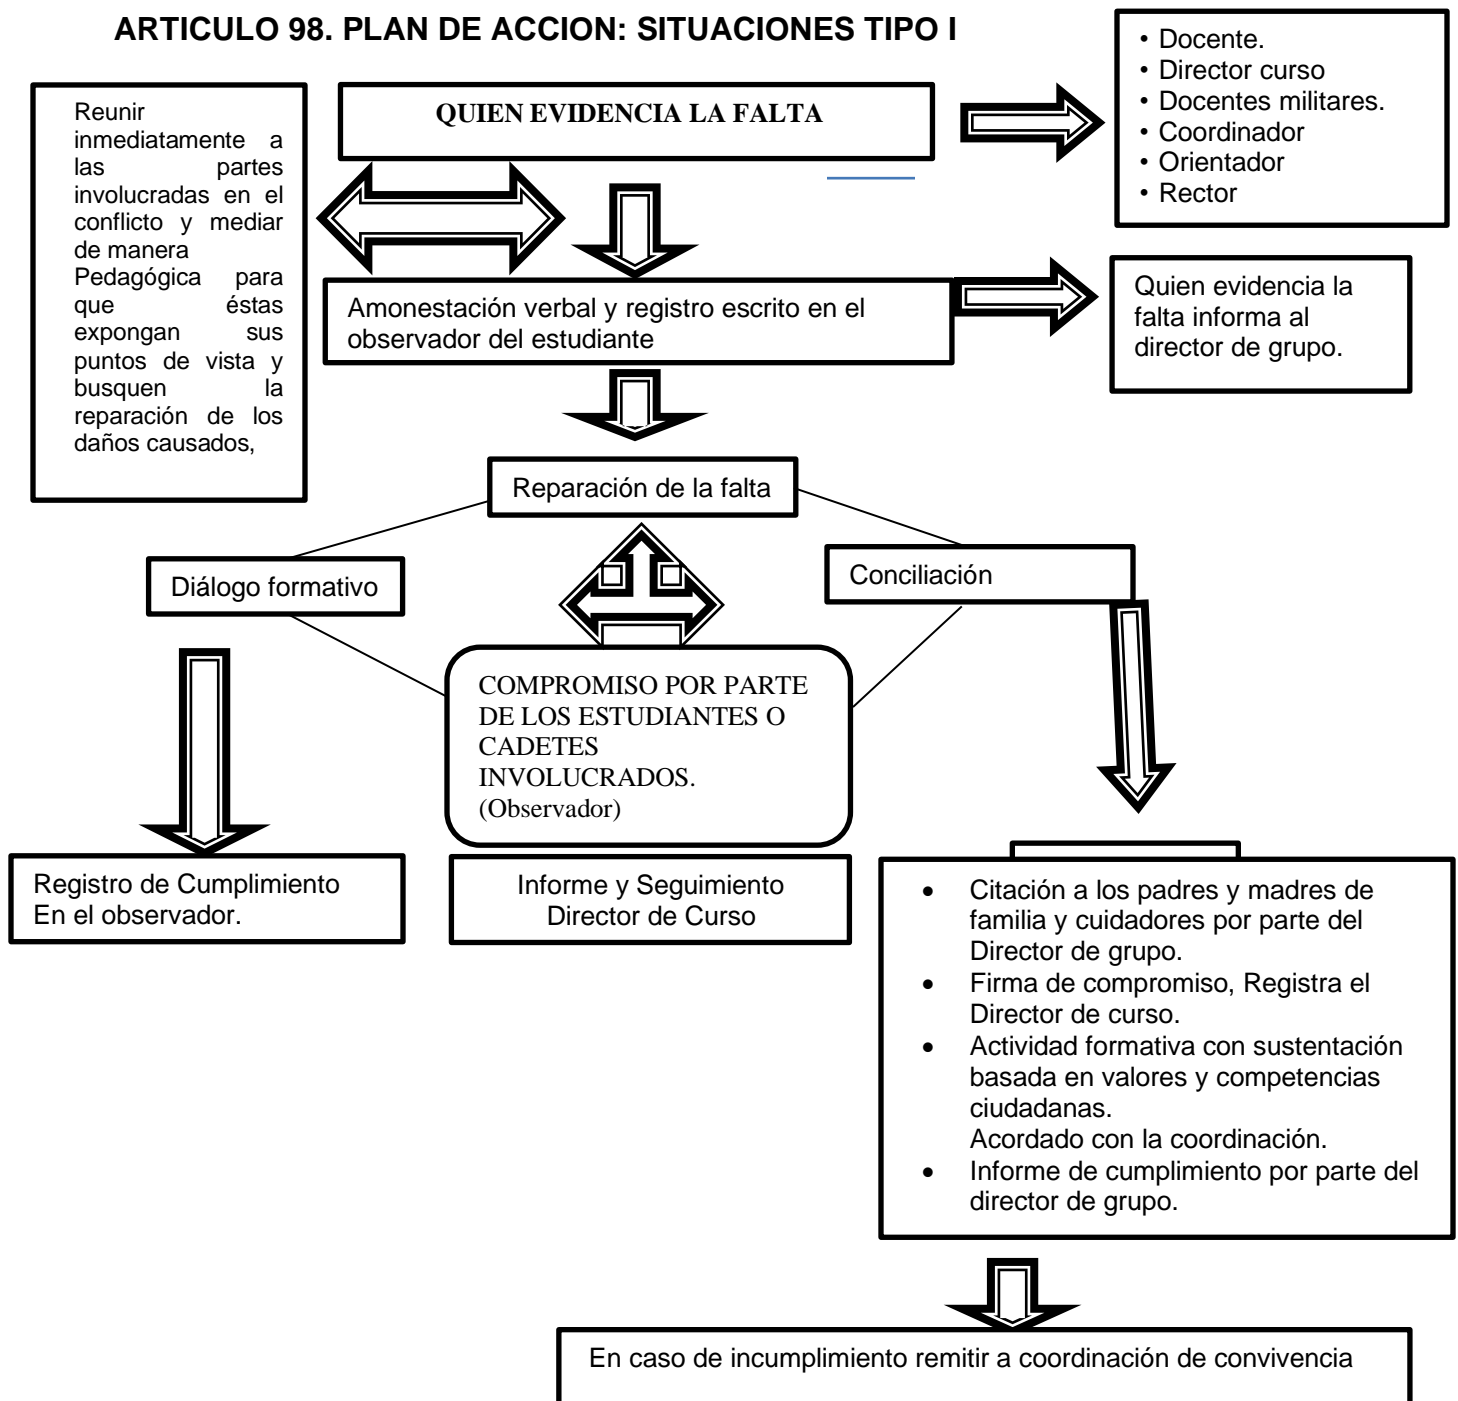 ARTICULO 98. PLAN DE ACCION: SITUACIONES TIPO I
• Docente.
• Director curso
• Docentes militares.
• Coordinador
• Orientador
• Rector
QUIEN EVIDENCIA LA FALTA
Reunir
inmediatamente a
las partes
involucradas en el
conflicto y mediar
de manera
Pedagógica para
que éstas
expongan sus
puntos de vista y
busquen la
reparación de los
daños causados,
Amonestación verbal y registro escrito en el
observador del estudiante
Quien evidencia la
falta informa al
director de grupo.
Reparación de la falta
Diálogo formativo
Conciliación
COMPROMISO POR PARTE
DE LOS ESTUDIANTES O
CADETES
INVOLUCRADOS.
(Observador)
Registro de Cumplimiento
En el observador.
Informe y Seguimiento
Director de Curso
• Citación a los padres y madres de
familia y cuidadores por parte del
Director de grupo.
• Firma de compromiso, Registra el
Director de curso.
• Actividad formativa con sustentación
basada en valores y competencias
ciudadanas.
Acordado con la coordinación.
• Informe de cumplimiento por parte del
director de grupo.
En caso de incumplimiento remitir a coordinación de convivencia